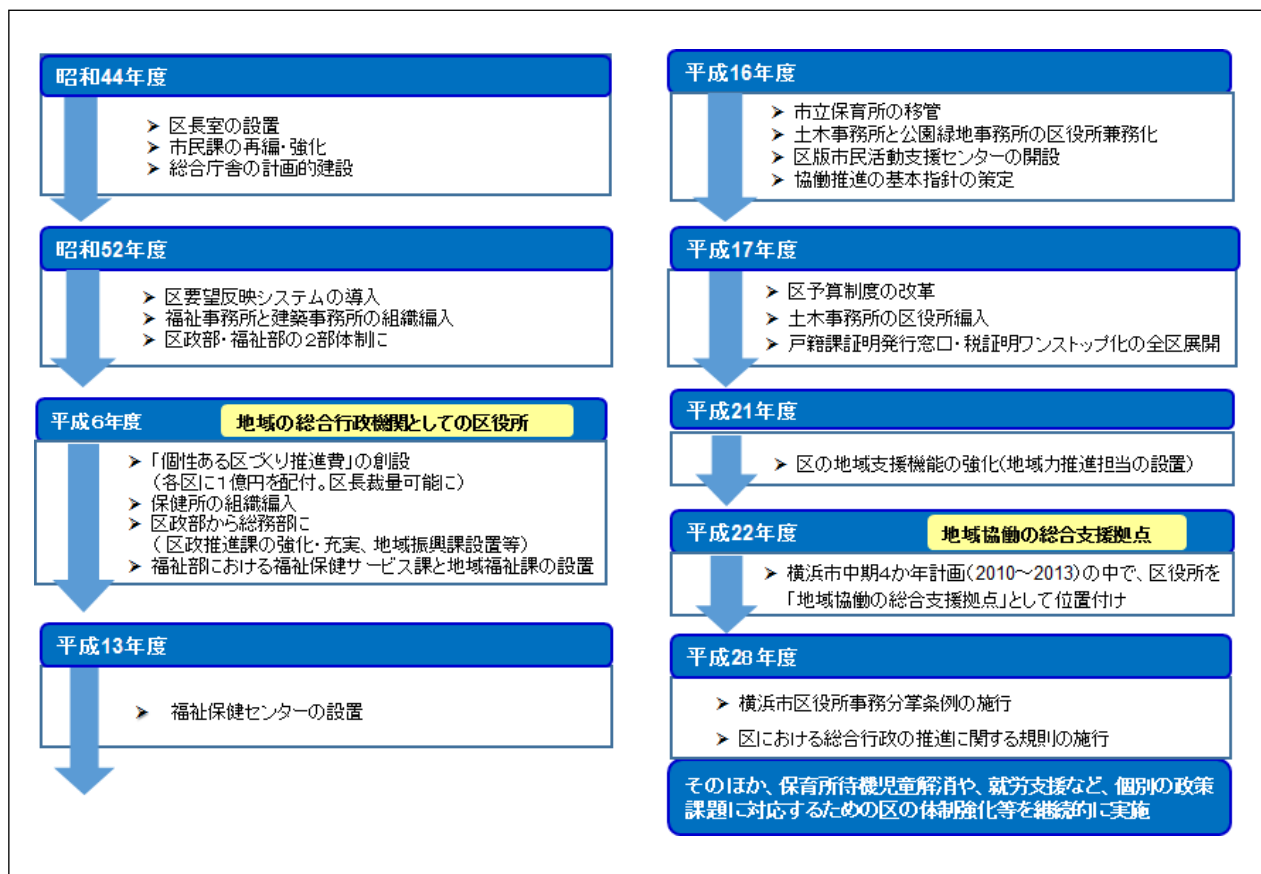 昭和44年度
➢ 区長室の設置
➢ 市民課の再編・強化
➢ 総合庁舎の計画的建設
昭和52年度
➢ 区要望反映システムの導入
➢ 福祉事務所と建築事務所の組織編入
➢ 区政部・福祉部の2部体制に
平成6年度 地域の総合行政機関としての区役所
➢ 「個性ある区づくり推進費」の創設
(各区に1億円を配付。区長裁量可能に)
➢ 保健所の組織編入
➢ 区政部から総務部に
( 区政推進課の強化・充実、地域振興課設置等)
➢ 福祉部における福祉保健サービス課と地域福祉課の設置
平成13年度
➢ 福祉保健センターの設置
平成16年度
➢ 市立保育所の移管
➢ 土木事務所と公園緑地事務所の区役所兼務化
➢ 区版市民活動支援センターの開設
➢ 協働推進の基本指針の策定
平成17年度
➢ 区予算制度の改革
➢ 土木事務所の区役所編入
➢ 戸籍課証明発行窓口・税証明ワンストップ化の全区展開
平成21年度
➢ 区の地域支援機能の強化(地域力推進担当の設置)
平成22年度 地域協働の総合支援拠点
➢ 横浜市中期4か年計画(2010～2013)の中で、区役所を
「地域協働の総合支援拠点」として位置付け
平成28年度
➢ 横浜市区役所事務分掌条例の施行
➢ 区における総合行政の推進に関する規則の施行
そのほか、保育所待機児童解消や、就労支援など、個別の政策
課題に対応するための区の体制強化等を継続的に実施